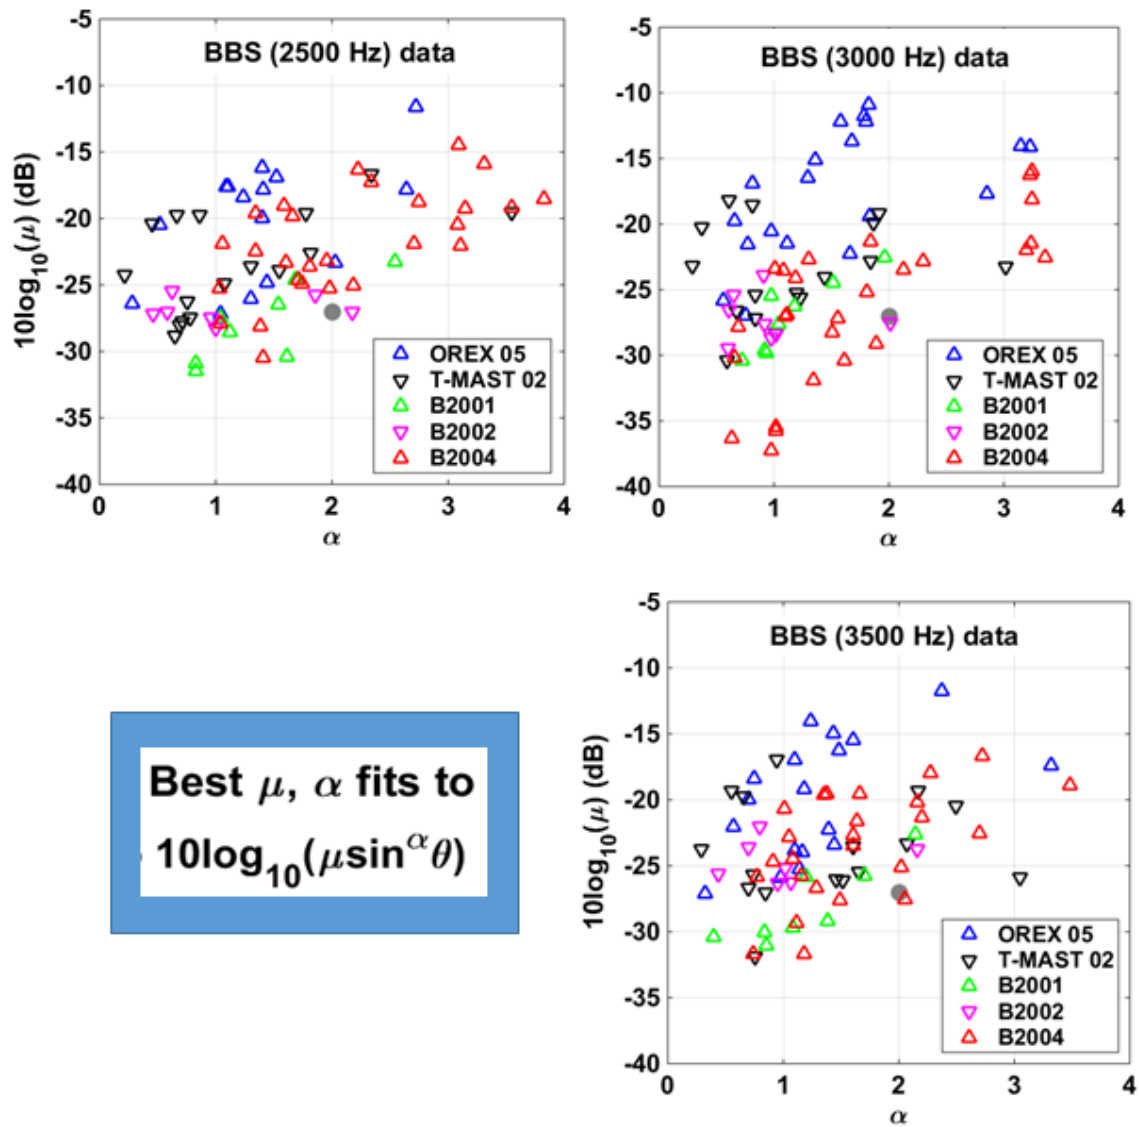 BBS (2500 Hz) data
10log10(μ) (dB)
-5
-10
-15
-20
-25
-30
-35
-40
0 1 2 3 4
α
OREX 05
T-MAST 02
B2001
B2002
B2004
BBS (3000 Hz) data
-5
-10
-15
-20
-25
-30
-35
-40
0 1 2 3 4
α
OREX 05
T-MAST 02
B2001
B2002
B2004
Best μ, α fits to
10log10(μsin^αθ)
BBS (3500 Hz) data
10log10(μ) (dB)
-5
-10
-15
-20
-25
-30
-35
-40
0 1 2 3 4
α
OREX 05
T-MAST 02
B2001
B2002
B2004